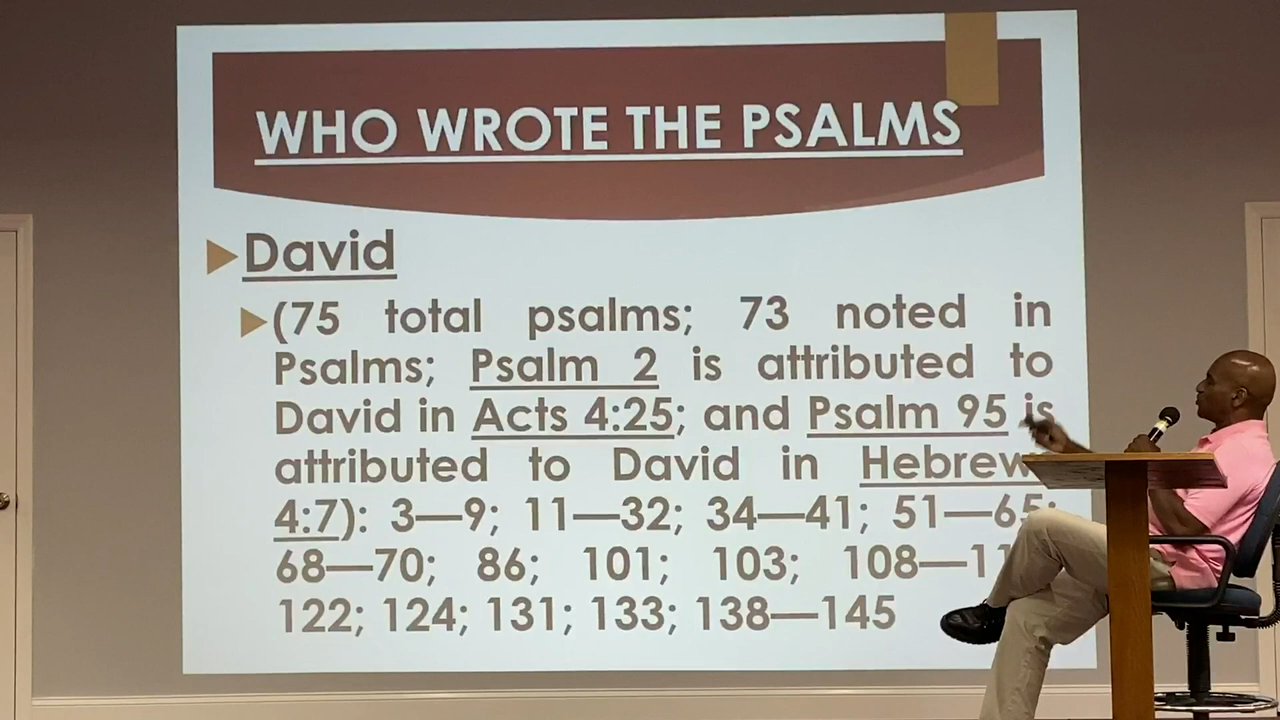 WHO WROTE THE PSALMS
David
(75 total psalms; 73 noted in
Psalms; Psalm 2 is attributed to
David in Acts 4:25; and Psalm 95 is
attributed to David in
4:7): 3—9; 11—32; 34—41; 51—65;
68—70; 86; 101; 103;
122; 124; 131; 133; 138—145